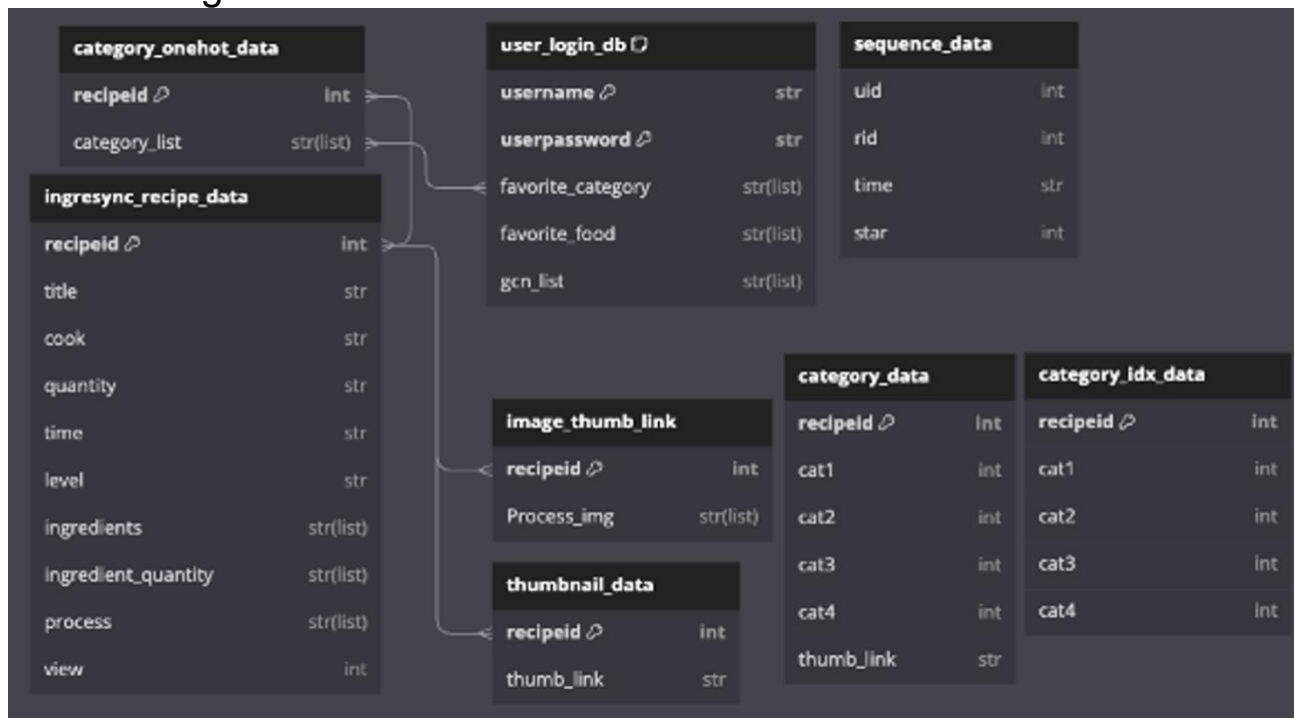 category_onehot_data
recipeid int
category_list str(list)
ingresync_recipe_data
recipeid int
title str
cook str
quantity str
time str
level str
ingredients str(list)
ingredient_quantity str(list)
process str(list)
view int
user_login_db
username str
userpassword str
favorite_category str(list)
favorite_food str(list)
gcn_list str(list)
sequence_data
uid int
rid int
time str
star int
image_thumb_link
recipeid int
Process_img str(list)
thumbnail_data
recipeid int
thumb_link str
category_data
recipeid int
cat1 int
cat2 int
cat3 int
cat4 int
thumb_link str
category_idx_data
recipeid int
cat1 int
cat2 int
cat3 int
cat4 int